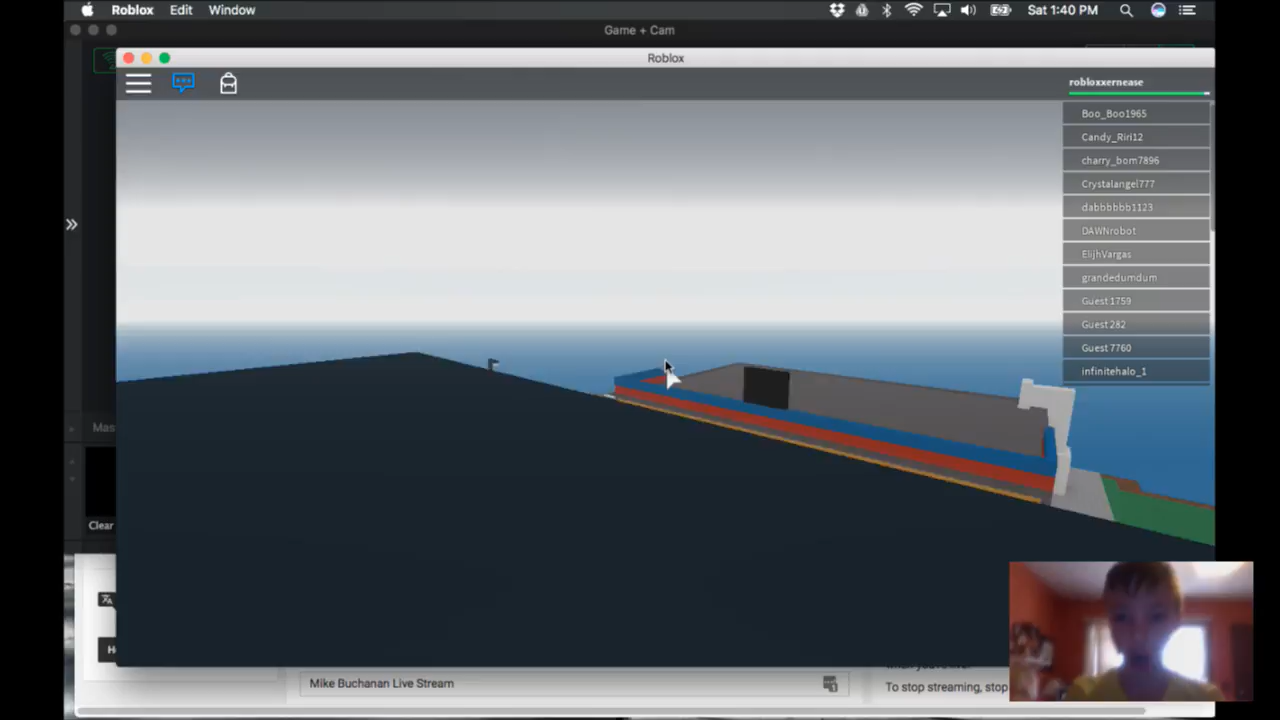 Roblox Edit Window Sat 1:40 PM
Game + Cam
Roblox
robloxxernease
Boo_Boo1965
Candy_Riri12
charry_bom7896
Crystalangel777
dabbbbbb1123
DAWNrobot
ElijhVargas
grandedumdum
Guest 1759
Guest 282
Guest 7760
infinitehalo_1
Mas
Clear
Mike Buchanan Live Stream
To stop streaming, stop